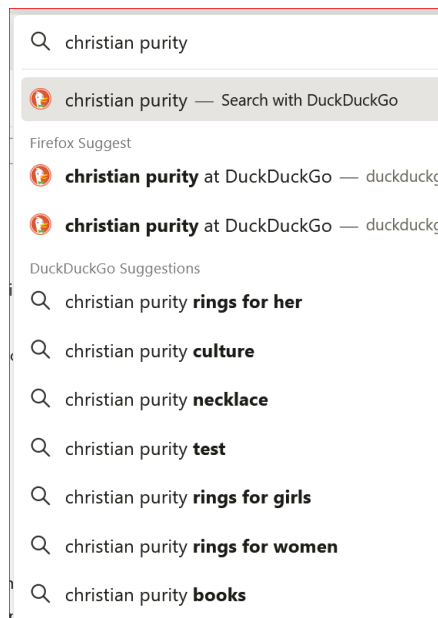 christian purity
christian purity — Search with DuckDuckGo
Firefox Suggest
christian purity at DuckDuckGo —
christian purity at DuckDuckGo —
DuckDuckGo Suggestions
christian purity rings for her
christian purity culture
christian purity necklace
christian purity test
christian purity rings for girls
christian purity rings for women
christian purity books